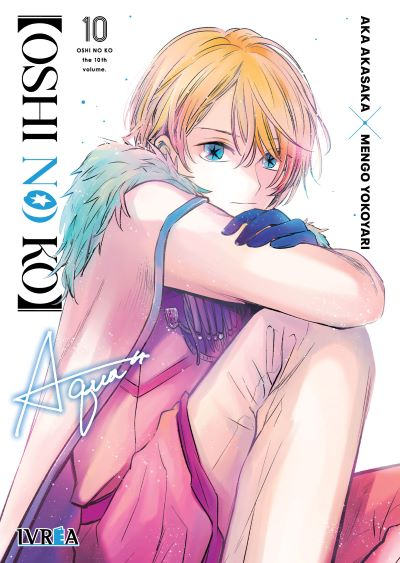 10
OSHI NO KO
the 10th
volume.
【OSHI NO KO】
AKA AKASAKA × MENGO YOKOYARI
Aqua
IVREA